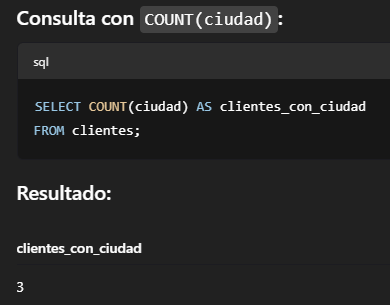 Consulta con COUNT(ciudad):
sql
SELECT COUNT(ciudad) AS clientes_con_ciudad
FROM clientes;
Resultado:
clientes_con_ciudad
3